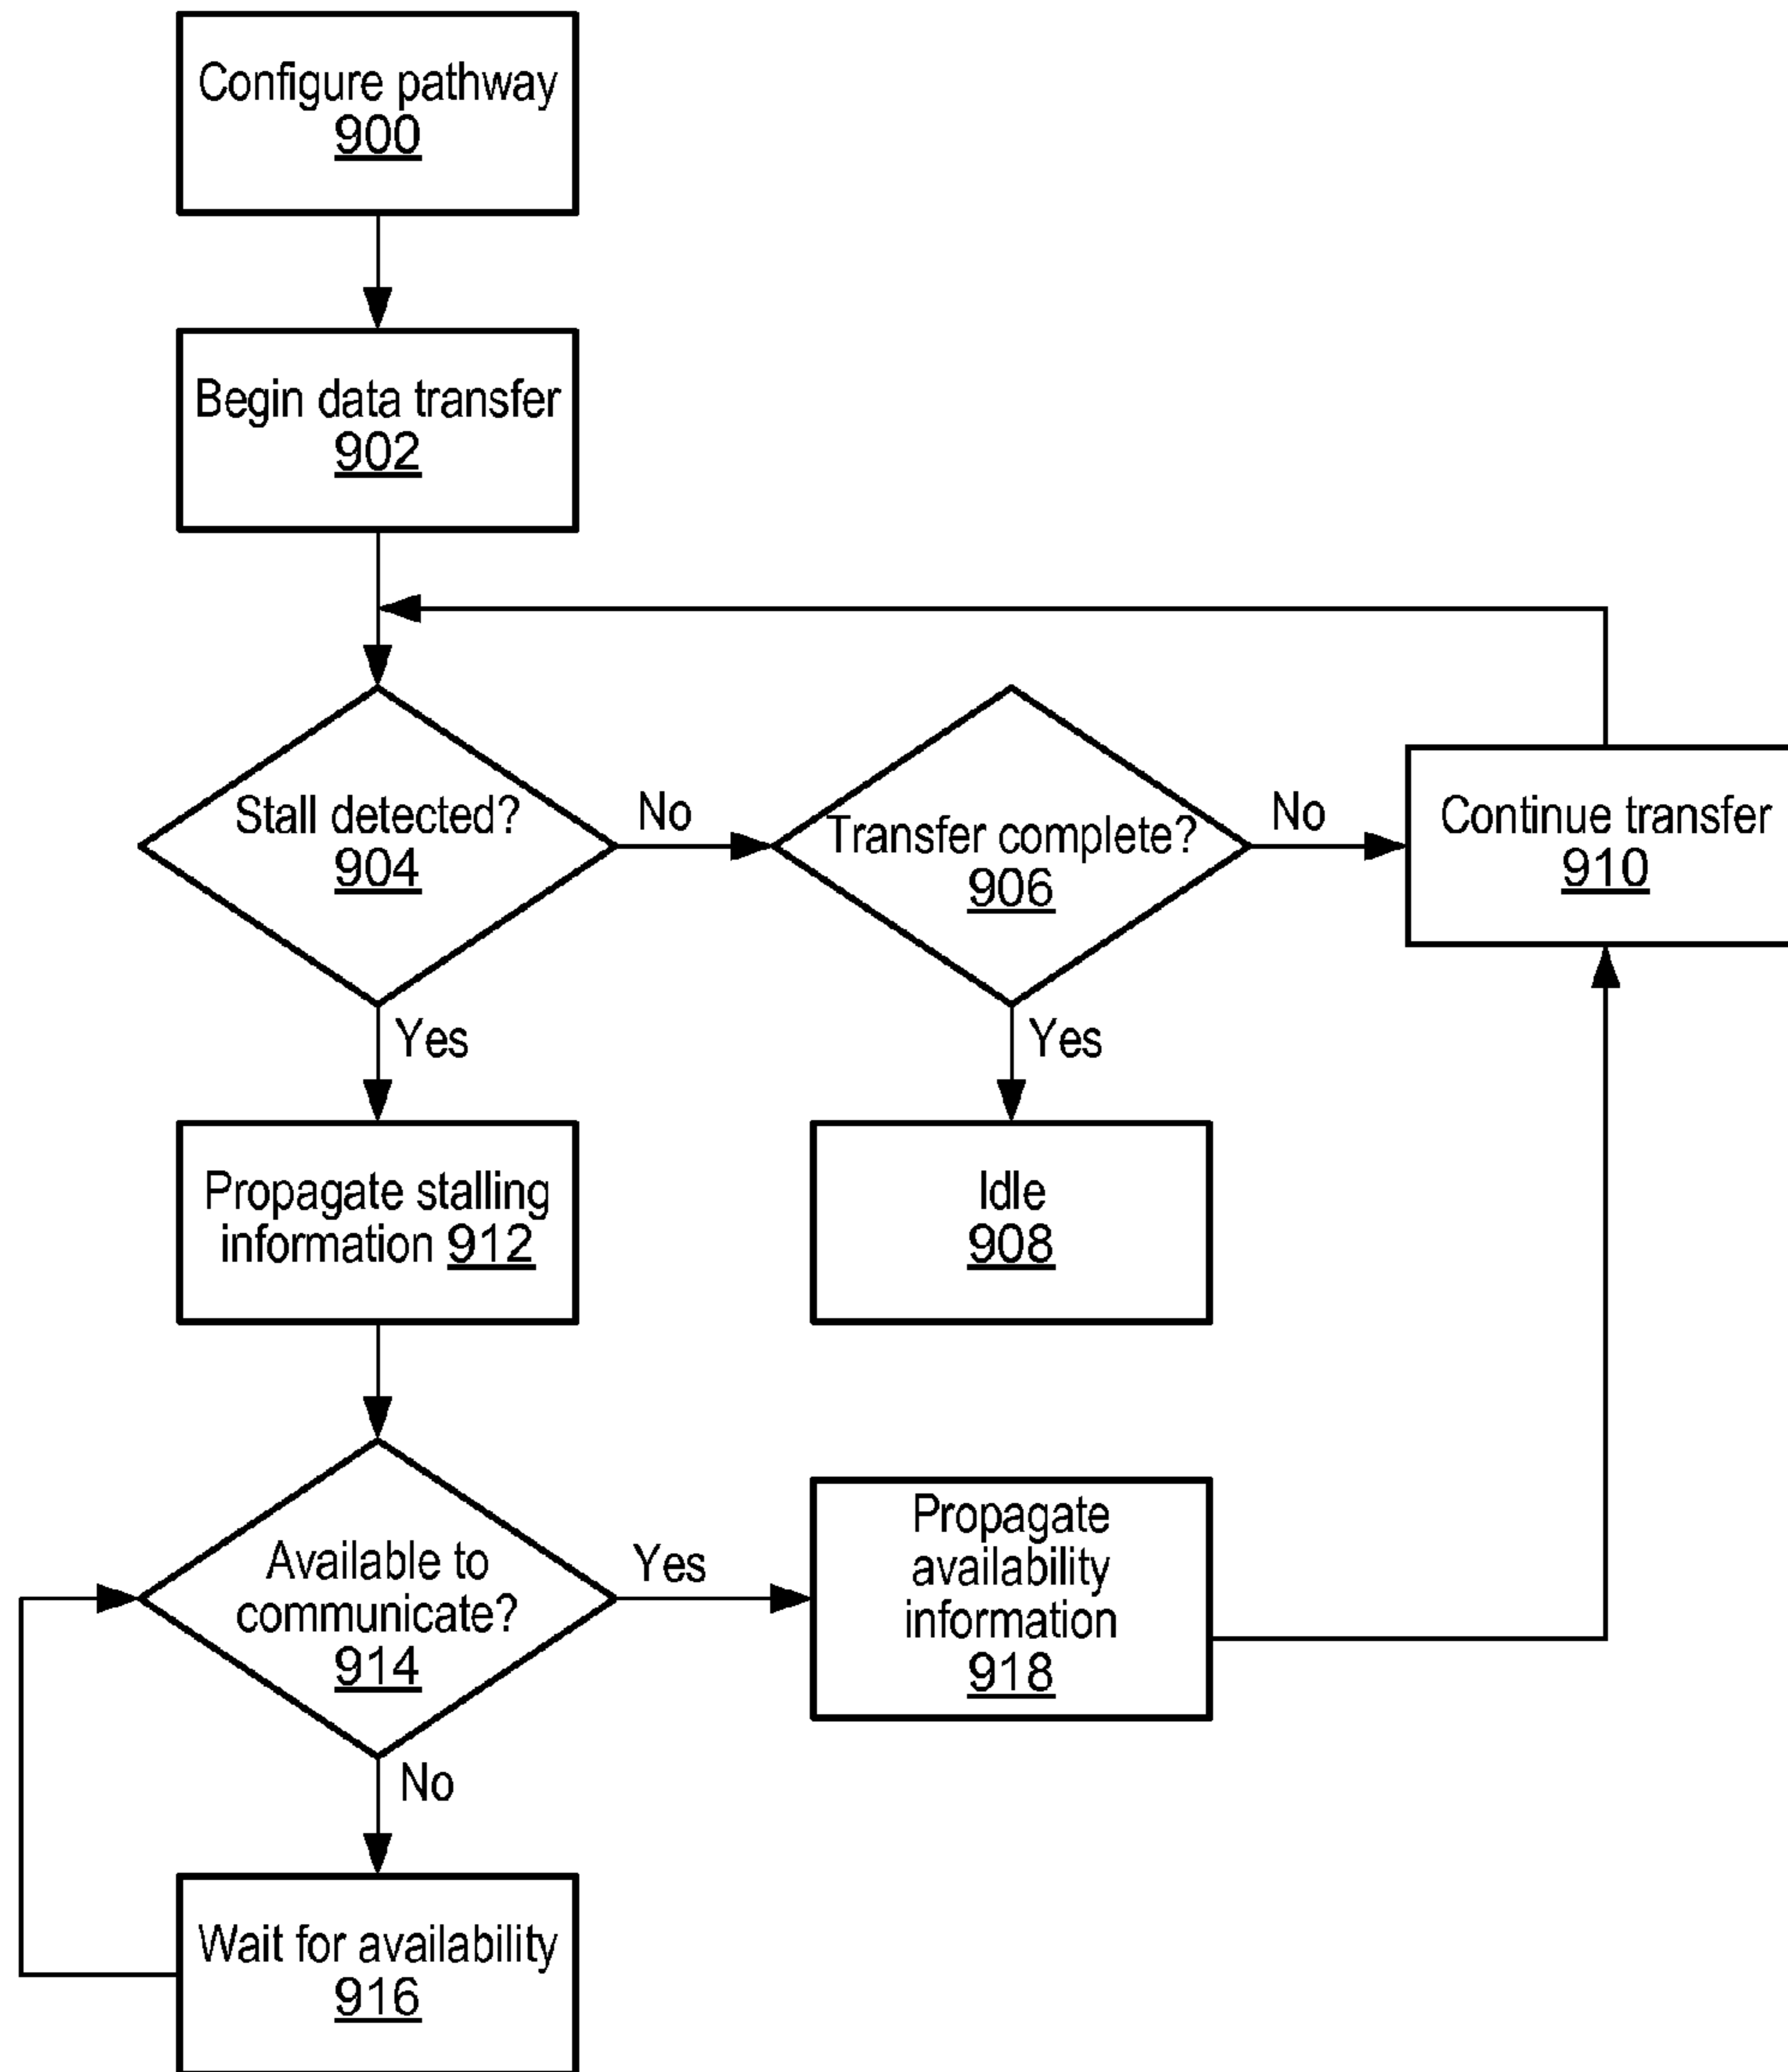 Configure pathway
900
Begin data transfer
902
Stall detected?
904
No
Transfer complete?
906
No
Continue transfer
910
Yes
Yes
Propagate stalling
information 912
Idle
908
Available to
communicate?
914
Yes
Propagate
availability
information
918
No
Wait for availability
916